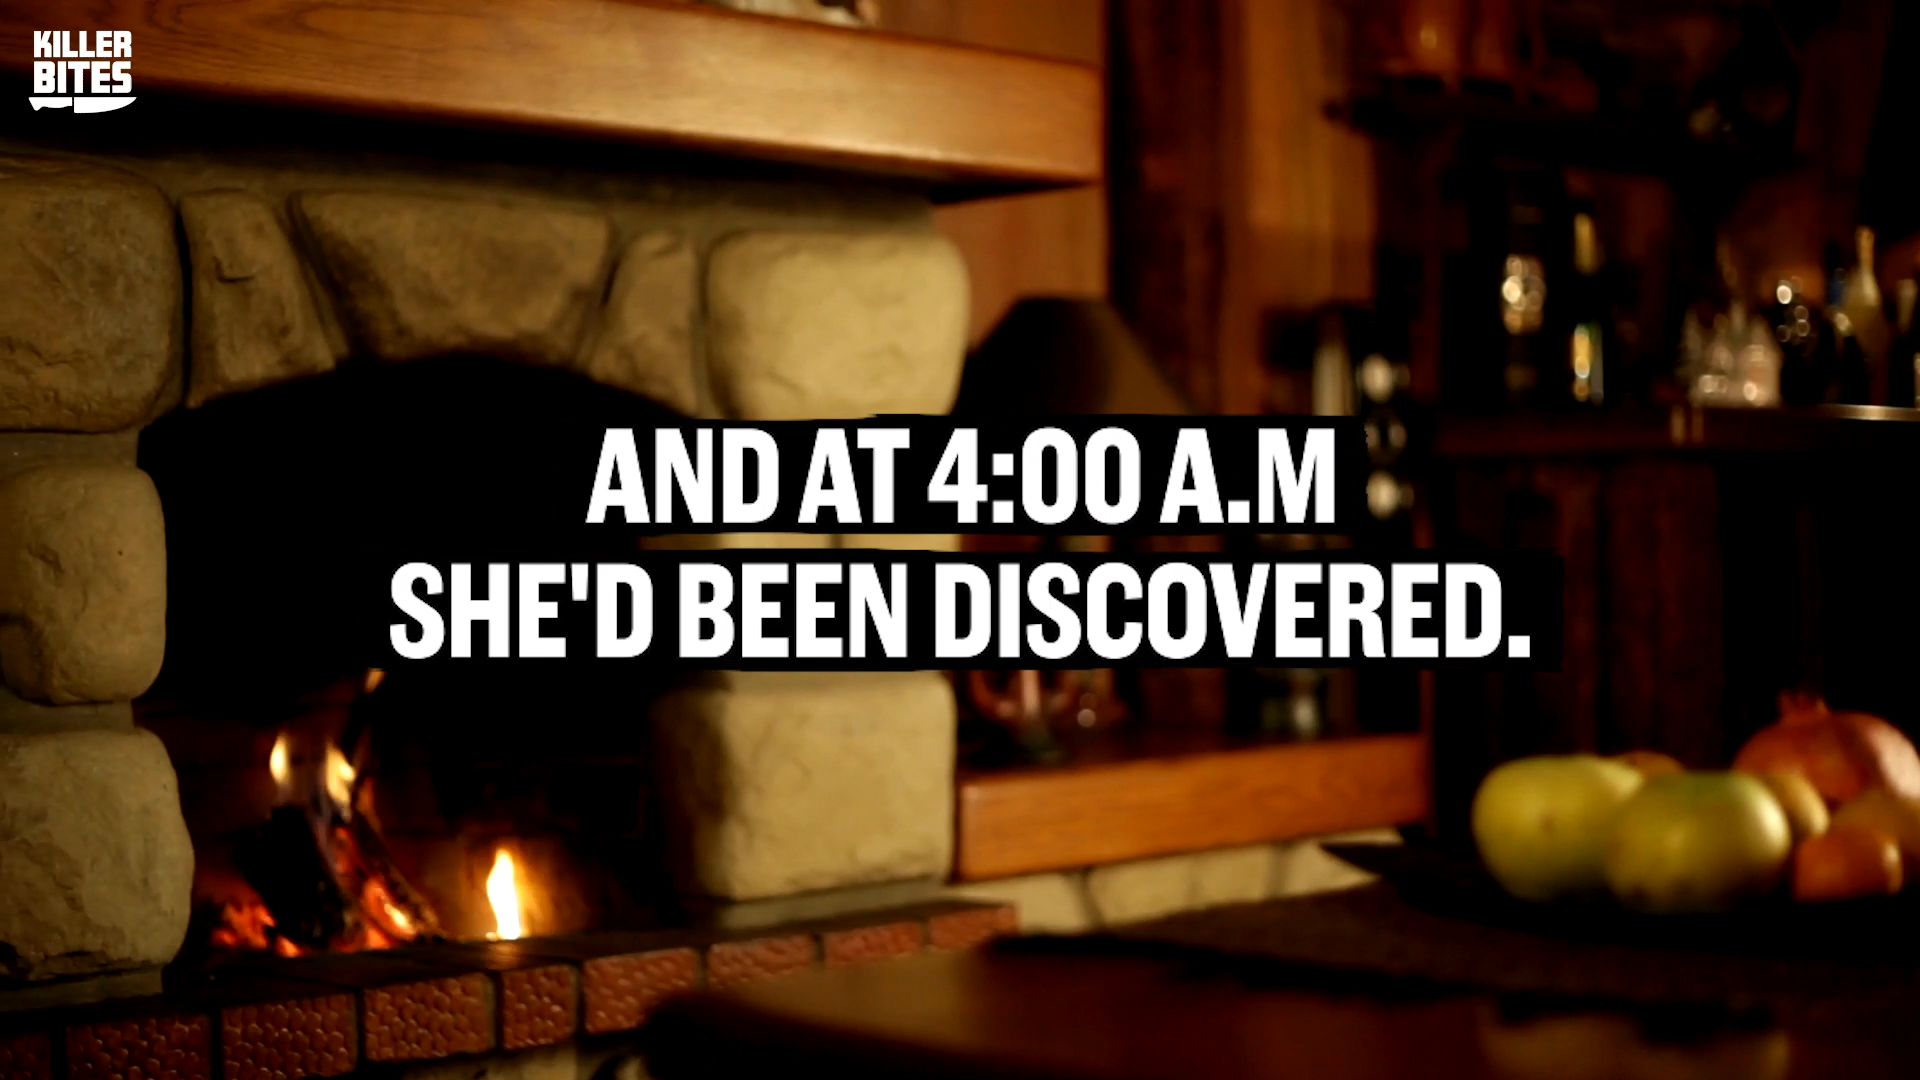 KILLER
BITES
AND AT 4:00 A.M
SHE'D BEEN DISCOVERED.